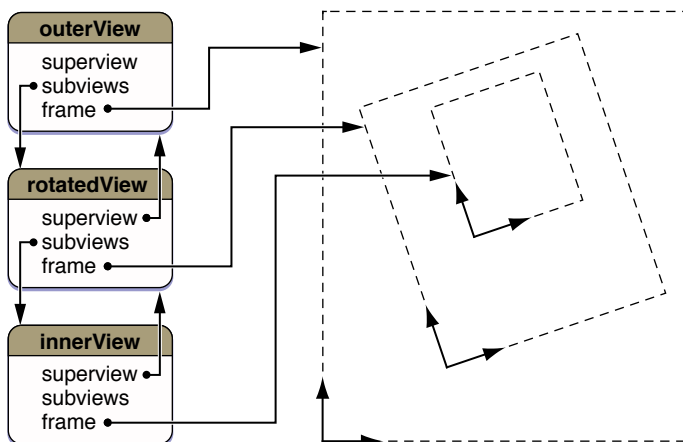 outerView
superview
subviews
frame
rotatedView
superview
subviews
frame
innerView
superview
subviews
frame